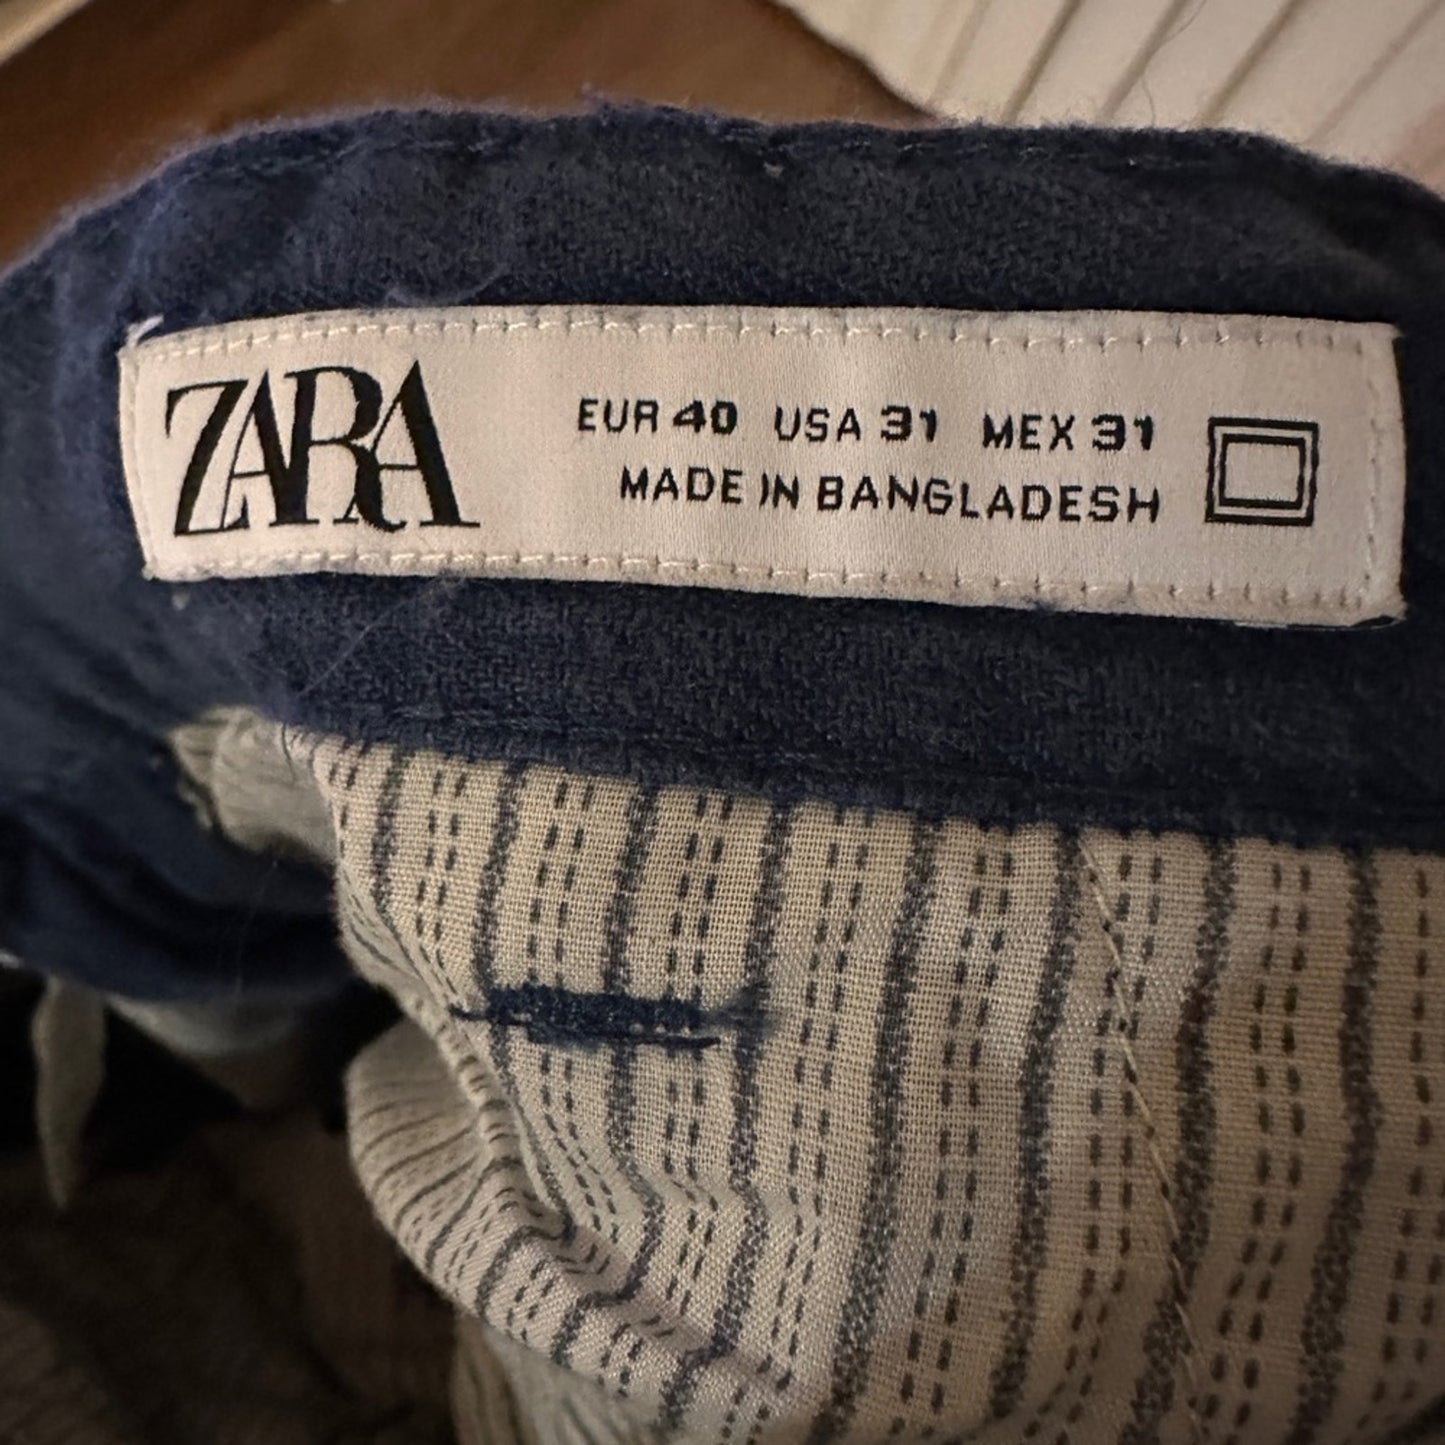 ZARA
EUR 40 USA 31 MEX 31
MADE IN BANGLADESH